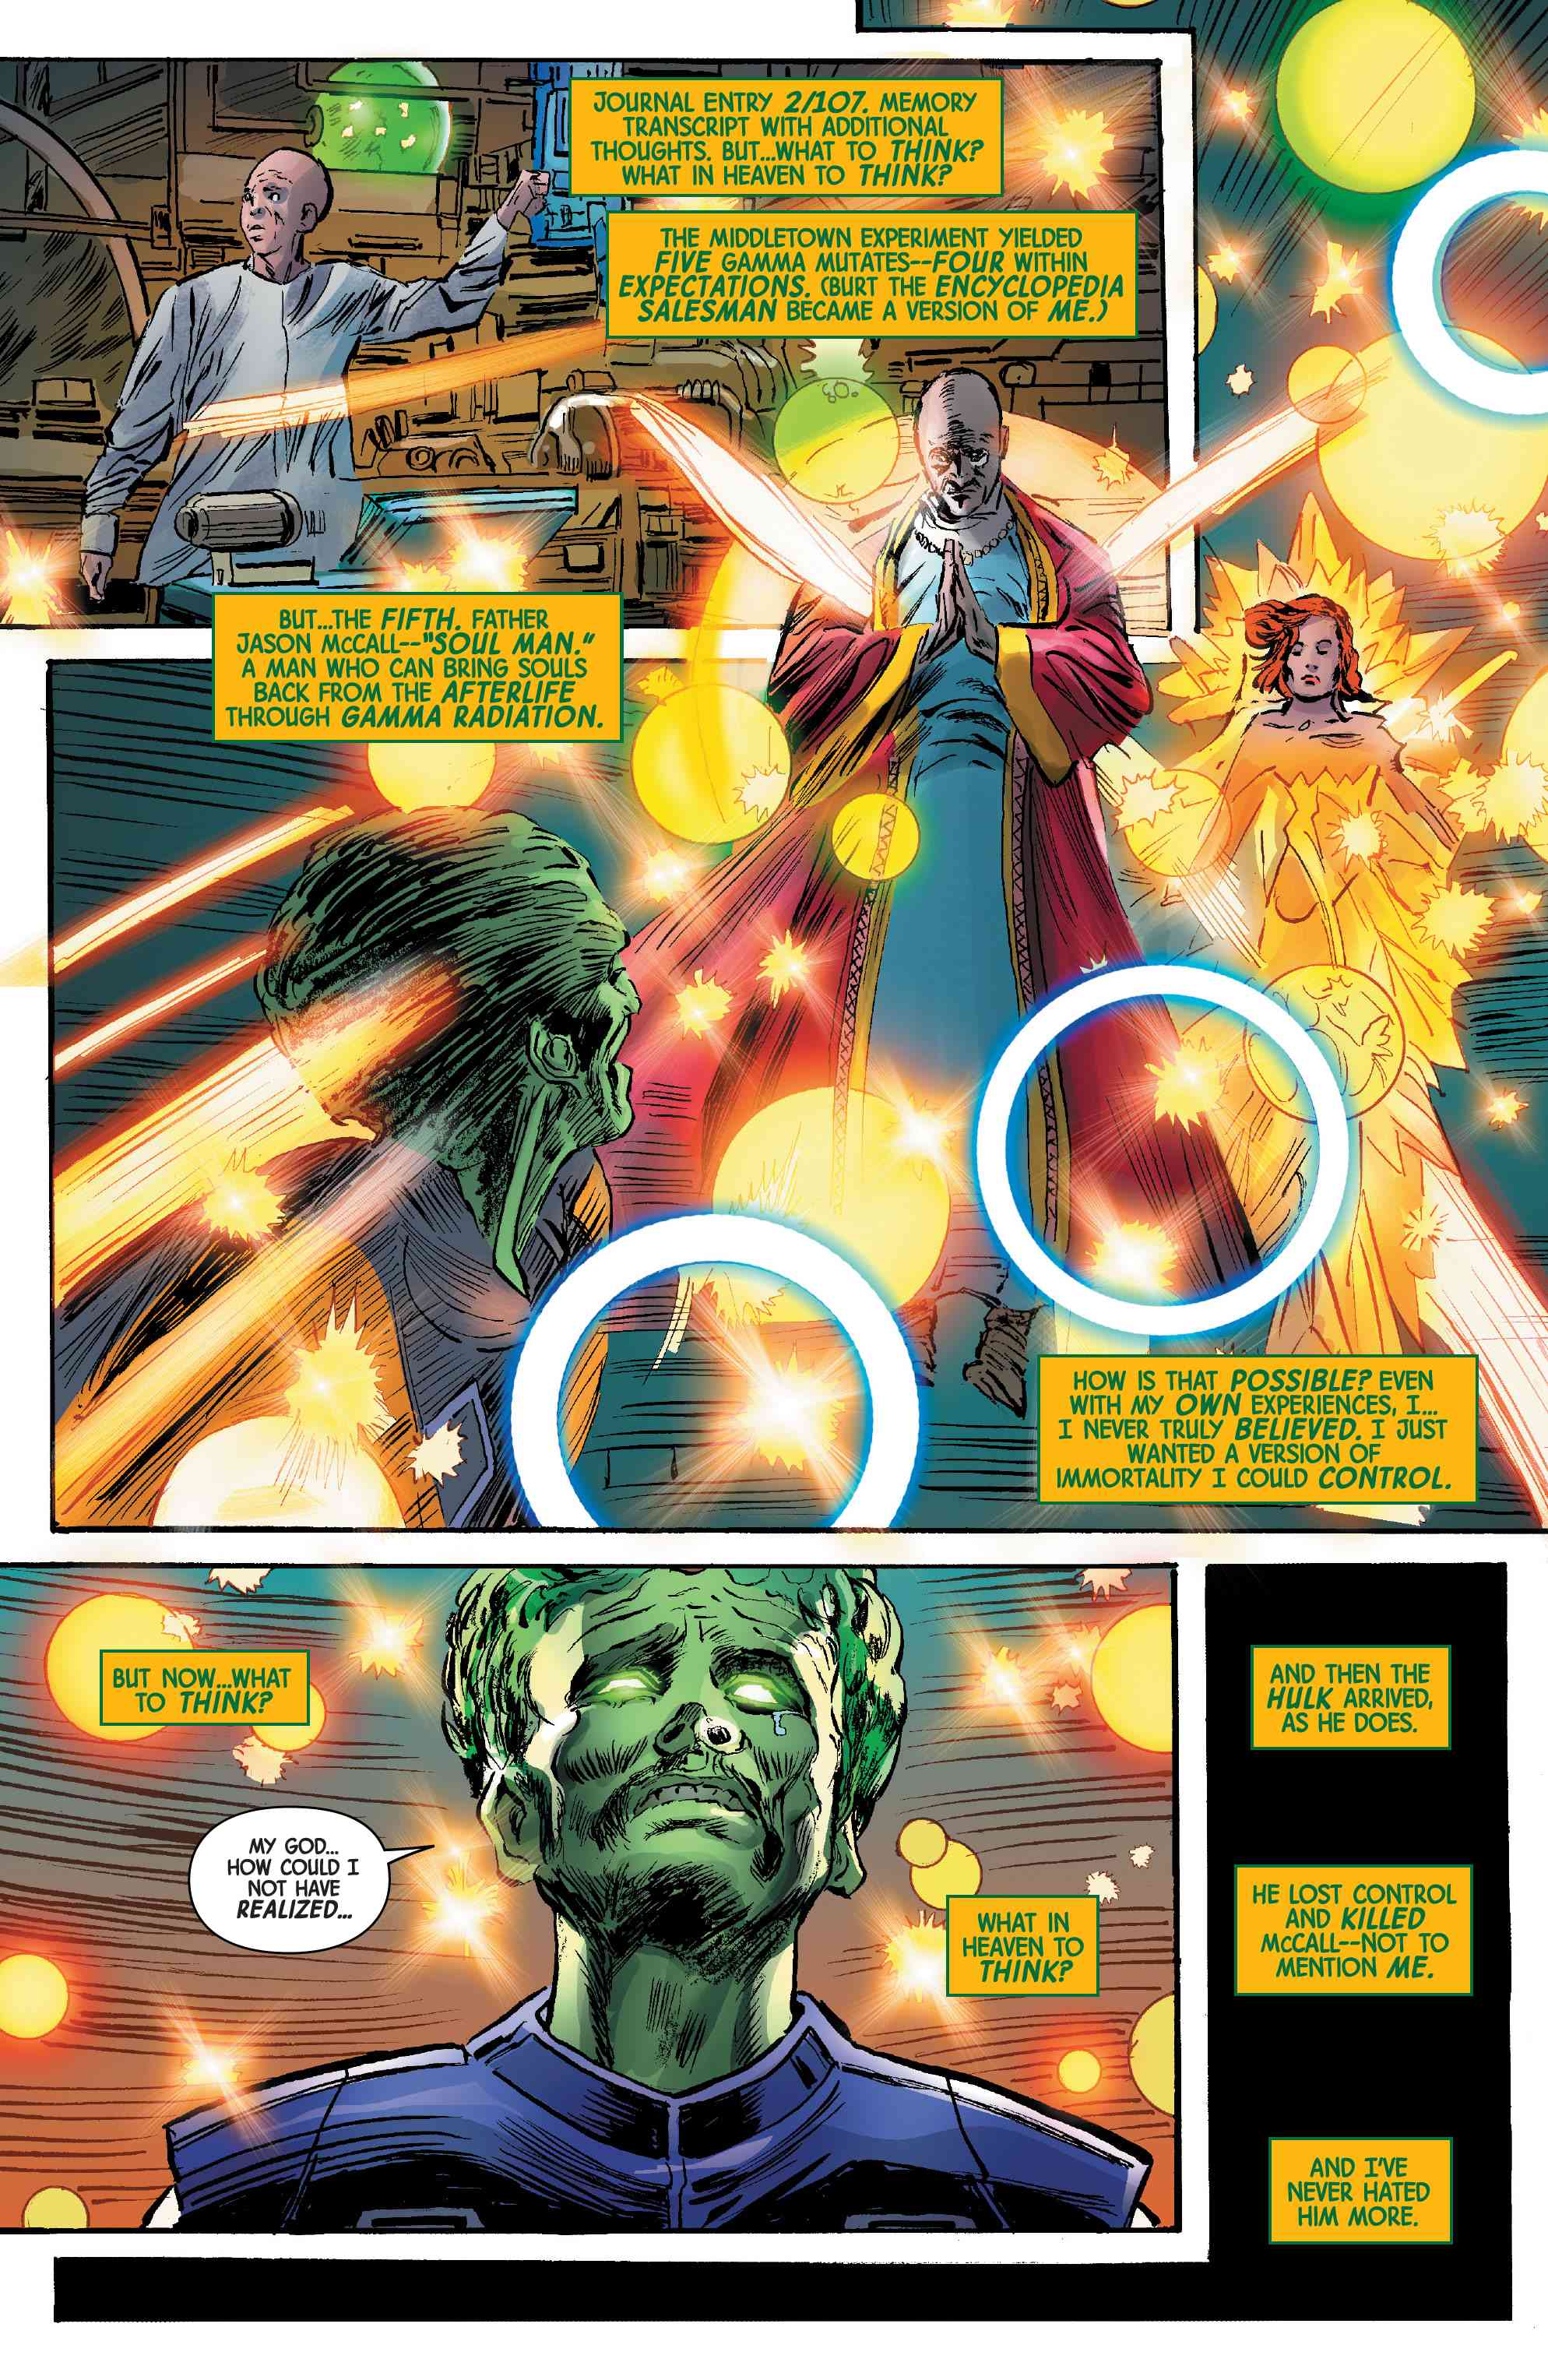 JOURNAL ENTRY 2/107. MEMORY
TRANSCRIPT WITH ADDITIONAL
THOUGHTS. BUT...WHAT TO THINK?
WHAT IN HEAVEN TO THINK?
THE MIDDLETOWN EXPERIMENT YIELDED
FIVE GAMMA MUTATES--FOUR WITHIN
EXPECTATIONS. (BURT THE ENCYCLOPEDIA
SALESMAN BECAME A VERSION OF ME.)
BUT...THE FIFTH. FATHER
JASON McCALL--"SOUL MAN."
A MAN WHO CAN BRING SOULS
BACK FROM THE AFTERLIFE
THROUGH GAMMA RADIATION.
HOW IS THAT POSSIBLE? EVEN
WITH MY OWN EXPERIENCES, I...
I NEVER TRULY BELIEVED. I JUST
WANTED A VERSION OF
IMMORTALITY I COULD CONTROL.
BUT NOW...WHAT
TO THINK?
MY GOD...
HOW COULD I
NOT HAVE
REALIZED...
WHAT IN
HEAVEN TO
THINK?
AND THEN THE
HULK ARRIVED,
AS HE DOES.
HE LOST CONTROL
AND KILLED
McCALL--NOT TO
MENTION ME.
AND I'VE
NEVER HATED
HIM MORE.